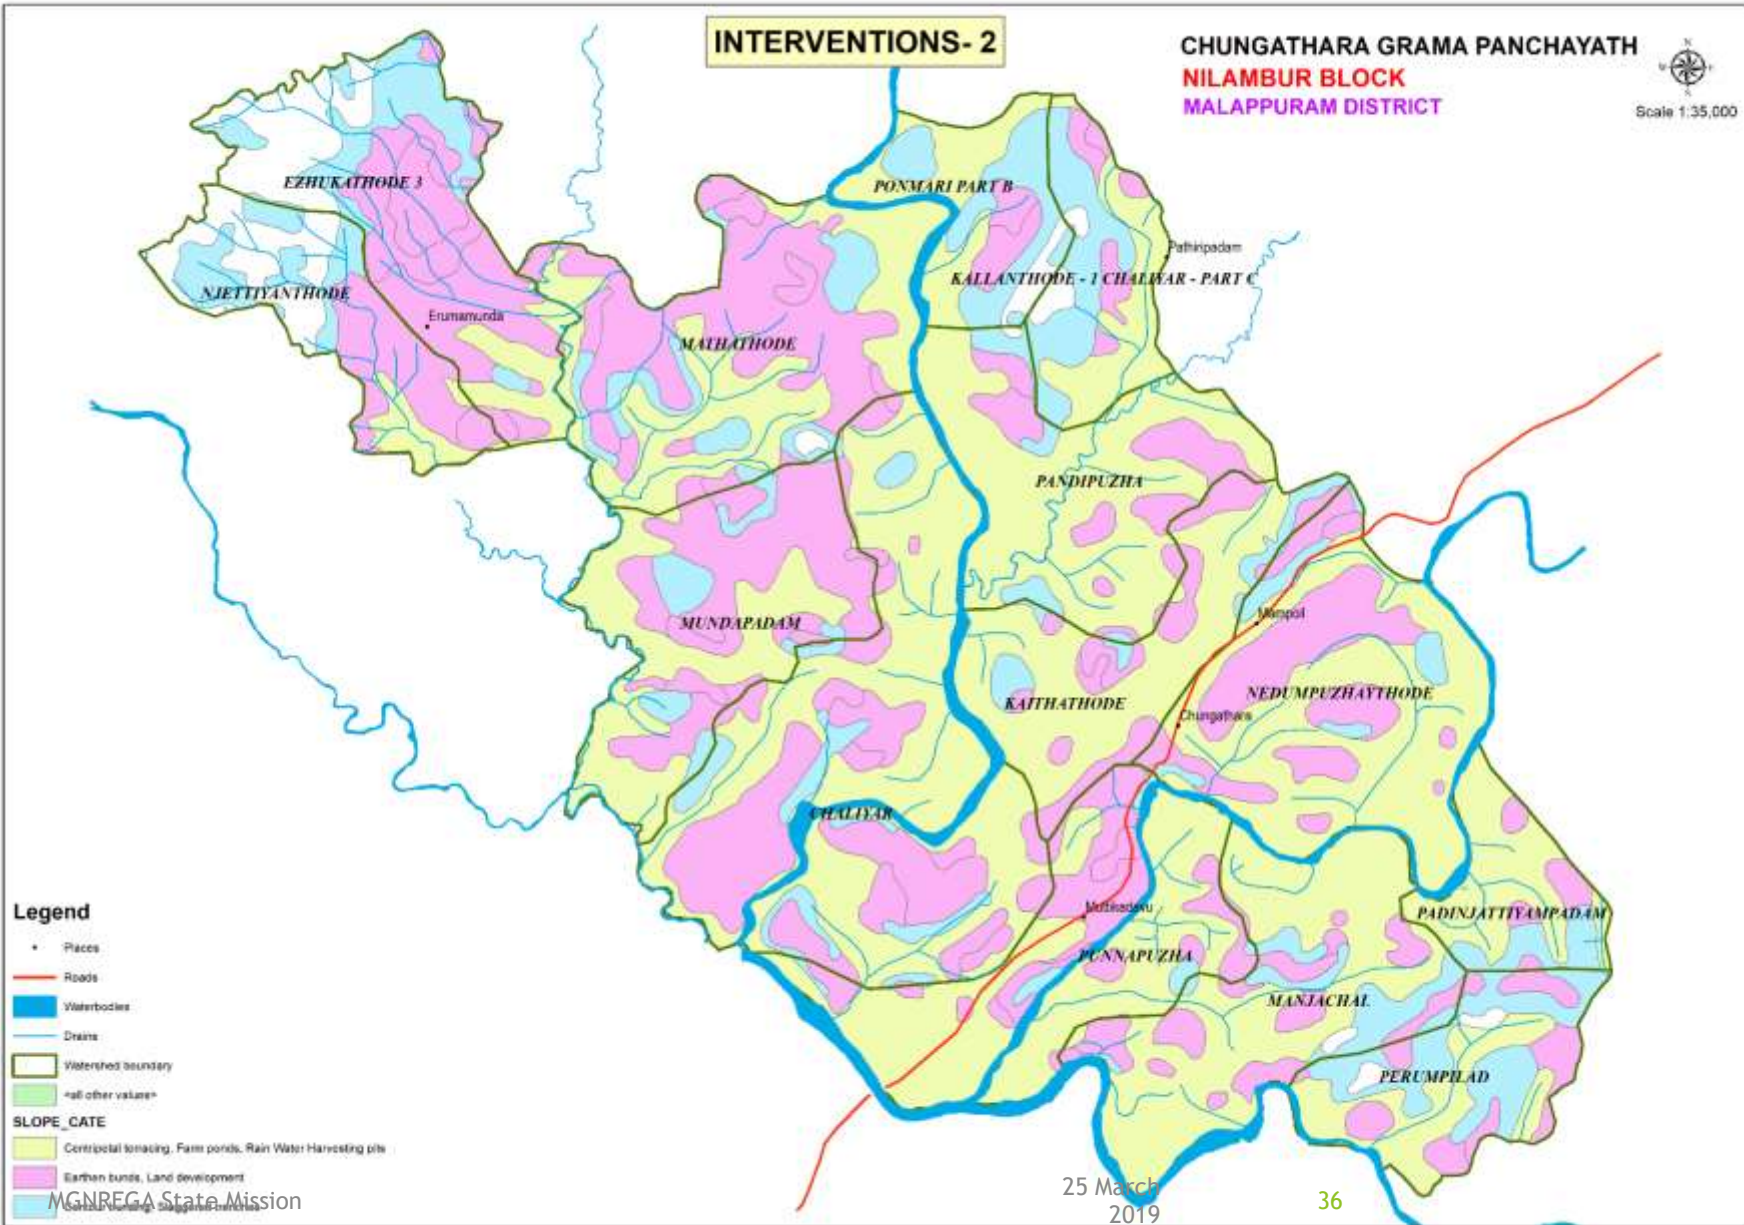 INTERVENTIONS- 2
CHUNGATHARA GRAMA PANCHAYATH
NILAMBUR BLOCK
MALAPPURAM DISTRICT
N
Scale 1:35,000
EZHUKATHODE 3
PONMARI PART B
Pathiripadam
KALLANTHODE - 1 CHALIYAR - PART C
NJETTIYANTHODE
Erumamunda
MATHATHODE
PANDIPUZHA
MUNDAPADAM
Mampoil
KAITHATHODE
NEDUMPUZHAYTHODE
Chungathara
CHALIYAR
Muttikadavu
PADINJATTIYAMPADAM
PUNNAPUZHA
MANJACHAL
PERUMPILAD
Legend
Places
Roads
Waterbodies
Drains
Watershed boundary
<all other values>
SLOPE_CATE
Centripetal terracing, Farm ponds, Rain Water Harvesting pits
Earthen bunds, Land development
MGNREGA State Mission
25 March
2019
36